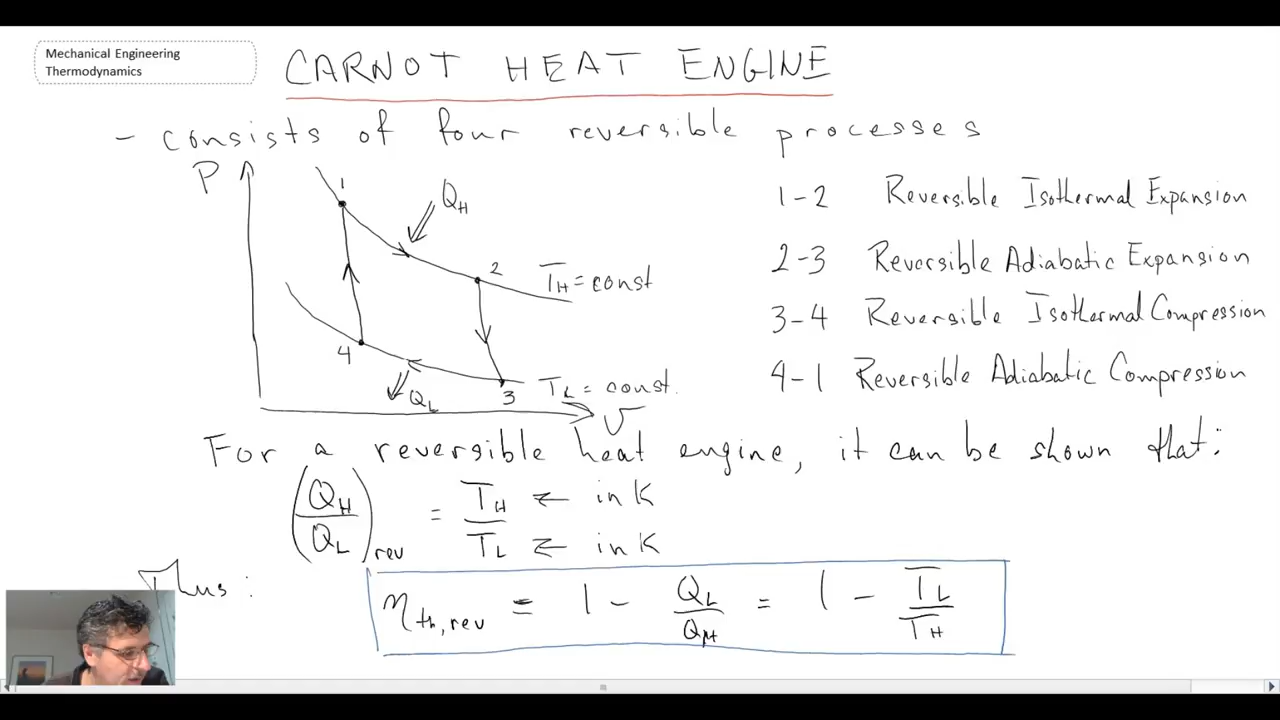 Mechanical Engineering
Thermodynamics
CARNOT HEAT ENGINE
- consists of four reversible processes
P
1
Q_H
2
T_H = const
4
Q_L
3
T_L = const.
v
1-2 Reversible Isothermal Expansion
2-3 Reversible Adiabatic Expansion
3-4 Reversible Isothermal Compression
4-1 Reversible Adiabatic Compression
For a reversible heat engine, it can be shown that:
(Q_H/Q_L)_rev = T_H/T_L ← in K ← in K
Thus:
η_th,rev = 1 - Q_L/Q_H = 1 - T_L/T_H